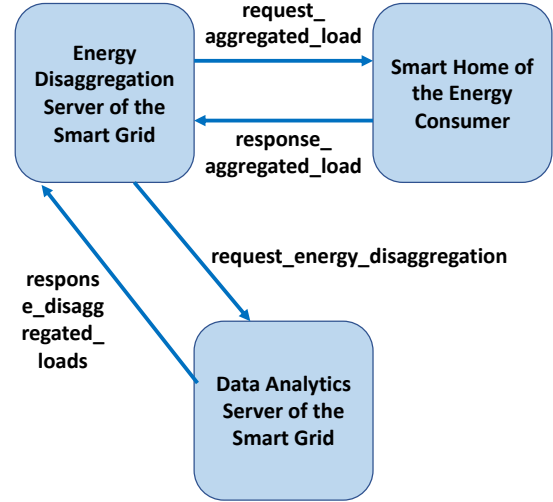 request_
aggregated_load
Energy
Disaggregation
Server of the
Smart Grid
Smart Home of
the Energy
Consumer
response_
aggregated_load
request_energy_disaggregation
respons
e_disagg
regated_
loads
Data Analytics
Server of the
Smart Grid